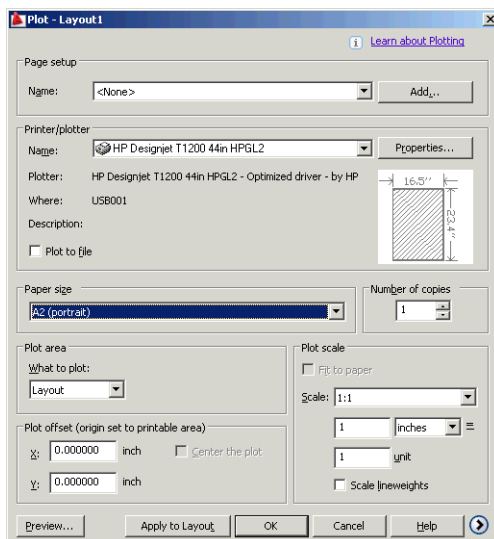 Plot - Layout1
Learn about Plotting
Page setup
Name: <None> Add...
Printer/plotter
Name: HP Designjet T1200 44in HPGL2 Properties...
Plotter: HP Designjet T1200 44in HPGL2 - Optimized driver - by HP
Where: USB001
Description:
Plot to file
16.5''
23.4''
Paper size
A2 (portrait)
Number of copies
1
Plot area
What to plot:
Layout
Plot offset (origin set to printable area)
X: 0.000000 inch Center the plot
Y: 0.000000 inch
Plot scale
Fit to paper
Scale: 1:1
1 inches =
1 unit
Scale lineweights
Preview... Apply to Layout OK Cancel Help